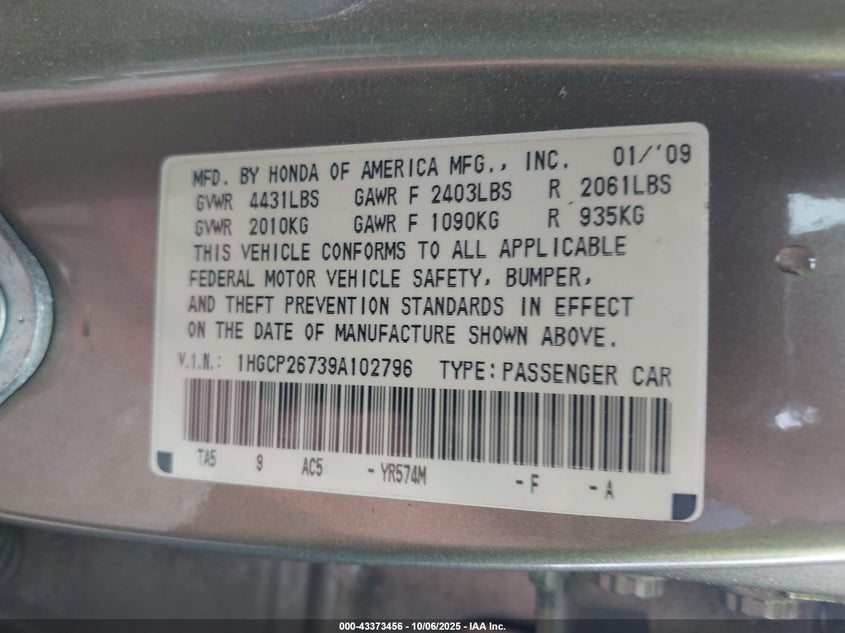 MFD. BY HONDA OF AMERICA MFG., INC. 01/'09
GVWR 4431LBS GAWR F 2403LBS R 2061LBS
GVWR 2010KG GAWR F 1090KG R 935KG
THIS VEHICLE CONFORMS TO ALL APPLICABLE
FEDERAL MOTOR VEHICLE SAFETY, BUMPER,
AND THEFT PREVENTION STANDARDS IN EFFECT
ON THE DATE OF MANUFACTURE SHOWN ABOVE.
V.I.N.: 1HGCP26739A102796 TYPE: PASSENGER CAR
TA5 9 AC5 - YR574M - F - A
000-43373456 - 10/06/2025 - IAA Inc.